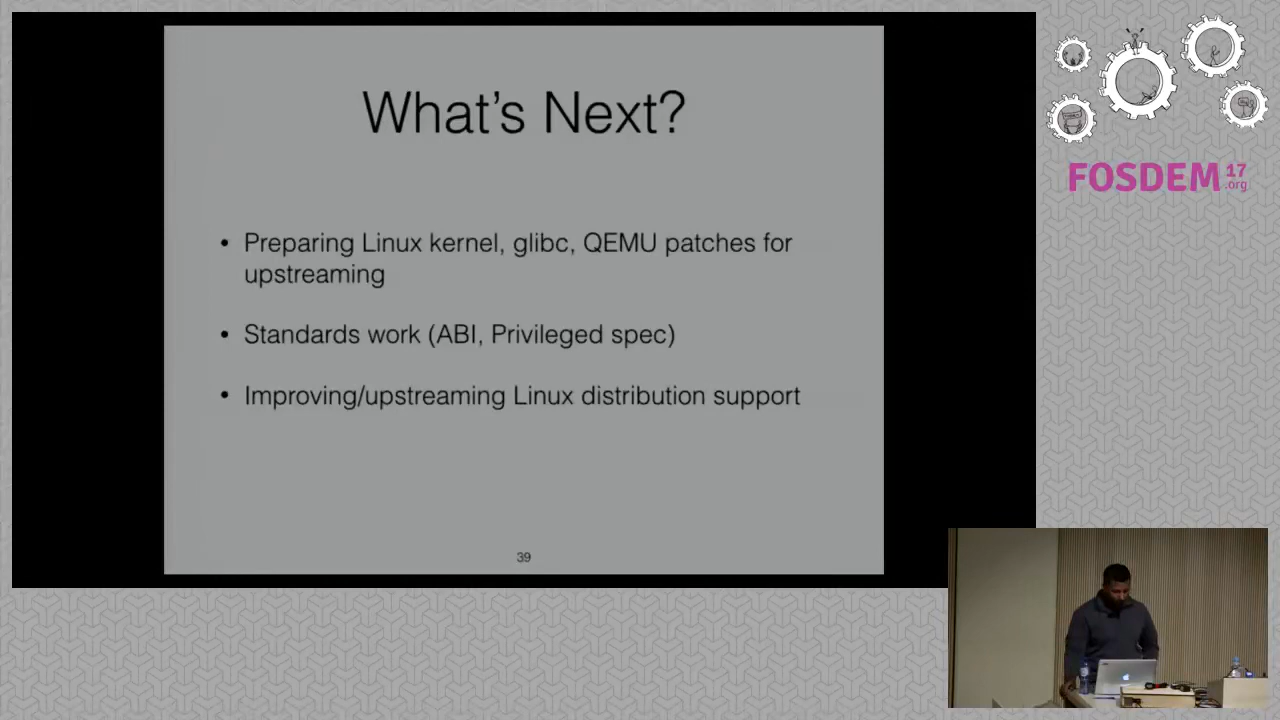 What's Next?
• Preparing Linux kernel, glibc, QEMU patches for
upstreaming
• Standards work (ABI, Privileged spec)
• Improving/upstreaming Linux distribution support
39
FOSDEM 17
.org